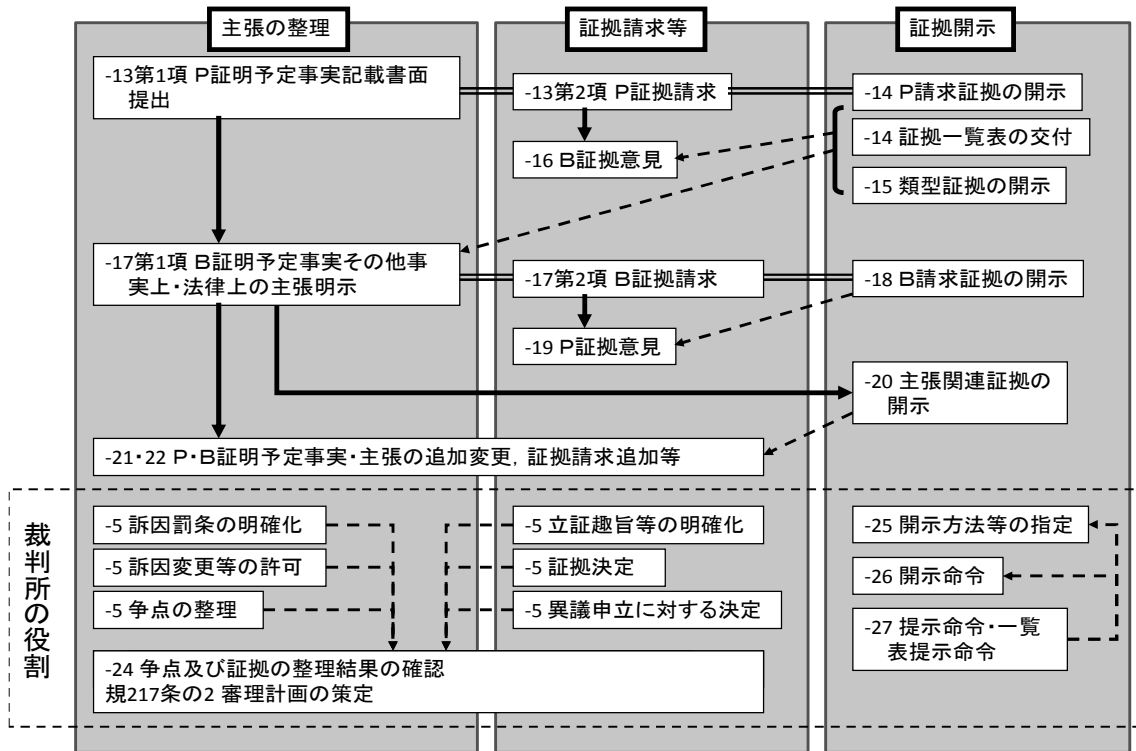 主張の整理
証拠請求等
証拠開示
-13第1項 P証明予定事実記載書面
提出
-13第2項 P証拠請求
-14 P請求証拠の開示
-14 証拠一覧表の交付
-16 B証拠意見
-15 類型証拠の開示
-17第1項 B証明予定事実その他事
実上・法律上の主張明示
-17第2項 B証拠請求
-18 B請求証拠の開示
-19 P証拠意見
-20 主張関連証拠の
開示
-21・22 P・B証明予定事実・主張の追加変更，証拠請求追加等
裁判所の役割
-5 訴因罰条の明確化
-5 立証趣旨等の明確化
-25 開示方法等の指定
-5 訴因変更等の許可
-5 証拠決定
-26 開示命令
-5 争点の整理
-5 異議申立に対する決定
-27 提示命令・一覧
表提示命令
-24 争点及び証拠の整理結果の確認
規217条の2 審理計画の策定